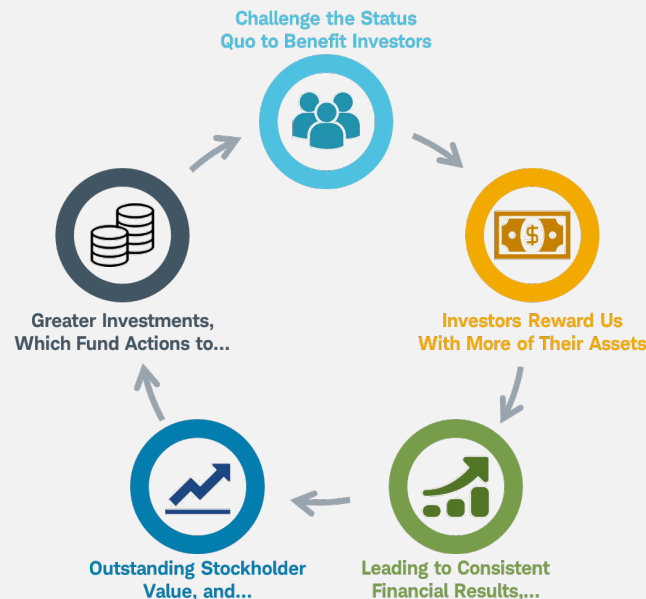 Challenge the Status
Quo to Benefit Investors
$
Investors Reward Us
With More of Their Assets
Greater Investments,
Which Fund Actions to...
Outstanding Stockholder
Value, and...
Leading to Consistent
Financial Results,...